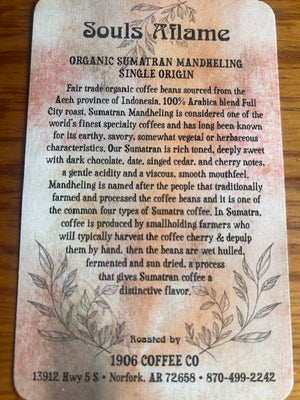 Souls Aflame
ORGANIC SUMATRAN MANDHELING
SINGLE ORIGIN
Fair trade organic coffee beans sourced from the
Aceh province of Indonesia, 100% Arabica blend Full
City roast, Sumatran Mandheling is considered one of the
world's finest specialty coffees and has long been known
for its earthy, savory, somewhat vegetal or herbaceous
characteristics. Our Sumatran is rich toned, deeply sweet
with dark chocolate, date, singed cedar, and cherry notes,
a gentle acidity and a viscous, smooth mouthfeel.
Mandheling is named after the people that traditionally
farmed and processed the coffee beans and it is one of
the common four types of Sumatra coffee. In Sumatra,
coffee is produced by smallholding farmers who
will typically harvest the coffee cherry & depulp
them by hand, then the beans are wet hulled,
fermented and sun dried, a process
that gives Sumatran coffee a
distinctive flavor.
Roasted by
1906 COFFEE CO
13912 Hwy 5 S • Norfork, AR 72658 • 870-499-2242